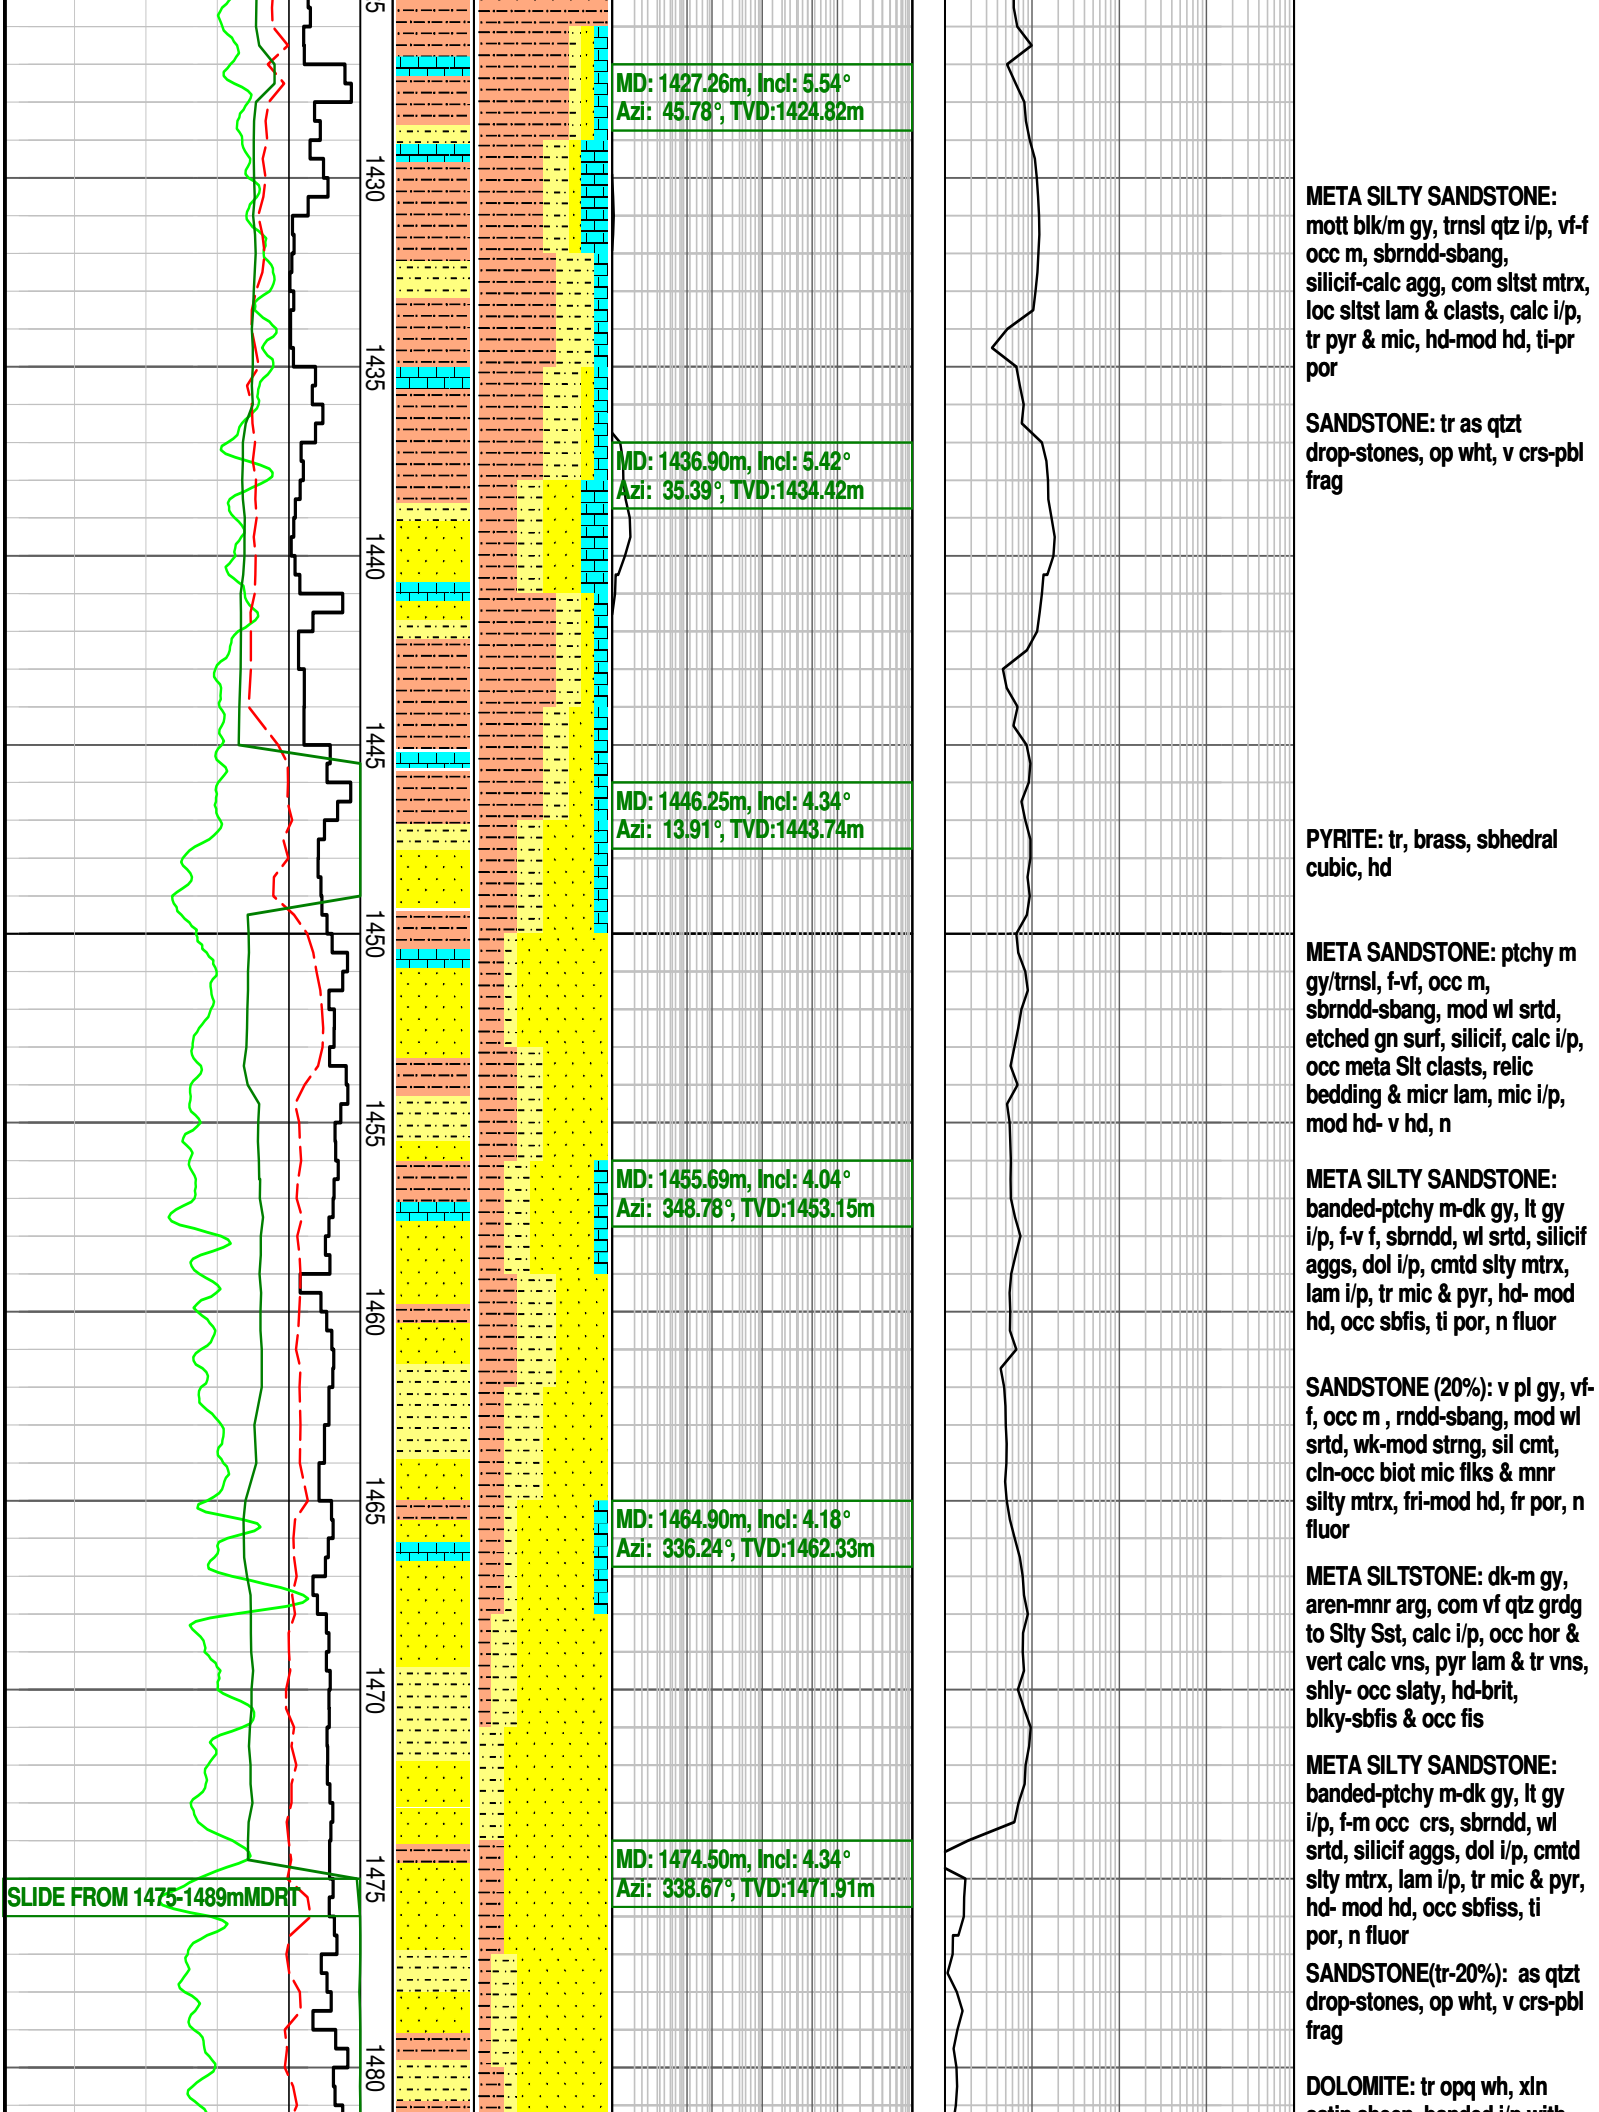 5
MD: 1427.26m, Incl: 5.54°
Azi: 45.78°, TVD:1424.82m
1430
META SILTY SANDSTONE:
mott blk/m gy, trnsl qtz i/p, vf-f
occ m, sbrndd-sbang,
silicif-calc agg, com sltst mtrx,
loc sltst lam & clasts, calc i/p,
tr pyr & mic, hd-mod hd, ti-pr
por
1435
SANDSTONE: tr as qtzt
drop-stones, op wht, v crs-pbl
frag
MD: 1436.90m, Incl: 5.42°
Azi: 35.39°, TVD:1434.42m
1440
1445
MD: 1446.25m, Incl: 4.34°
Azi: 13.91°, TVD:1443.74m
PYRITE: tr, brass, sbhedral
cubic, hd
1450
META SANDSTONE: ptchy m
gy/trnsl, f-vf, occ m,
sbrndd-sbang, mod wl srtd,
etched gn surf, silicif, calc i/p,
occ meta Slt clasts, relic
bedding & micr lam, mic i/p,
mod hd- v hd, n
1455
MD: 1455.69m, Incl: 4.04°
Azi: 348.78°, TVD:1453.15m
META SILTY SANDSTONE:
banded-ptchy m-dk gy, lt gy
i/p, f-v f, sbrndd, wl srtd, silicif
aggs, dol i/p, cmtd slty mtrx,
lam i/p, tr mic & pyr, hd- mod
hd, occ sbfis, ti por, n fluor
1460
SANDSTONE (20%): v pl gy, vf-
f, occ m , rndd-sbang, mod wl
srtd, wk-mod strng, sil cmt,
cln-occ biot mic flks & mnr
silty mtrx, fri-mod hd, fr por, n
fluor
1465
MD: 1464.90m, Incl: 4.18°
Azi: 336.24°, TVD:1462.33m
META SILTSTONE: dk-m gy,
aren-mnr arg, com vf qtz grdg
to Slty Sst, calc i/p, occ hor &
vert calc vns, pyr lam & tr vns,
shly- occ slaty, hd-brit,
blky-sbfis & occ fis
1470
META SILTY SANDSTONE:
banded-ptchy m-dk gy, lt gy
i/p, f-m occ crs, sbrndd, wl
srtd, silicif aggs, dol i/p, cmtd
slty mtrx, lam i/p, tr mic & pyr,
hd- mod hd, occ sbfiss, ti
por, n fluor
MD: 1474.50m, Incl: 4.34°
Azi: 338.67°, TVD:1471.91m
1475
SLIDE FROM 1475-1489mMDRT
SANDSTONE(tr-20%): as qtzt
drop-stones, op wht, v crs-pbl
frag
1480
DOLOMITE: tr opq wh, xln
satin sheen, banded i/p with